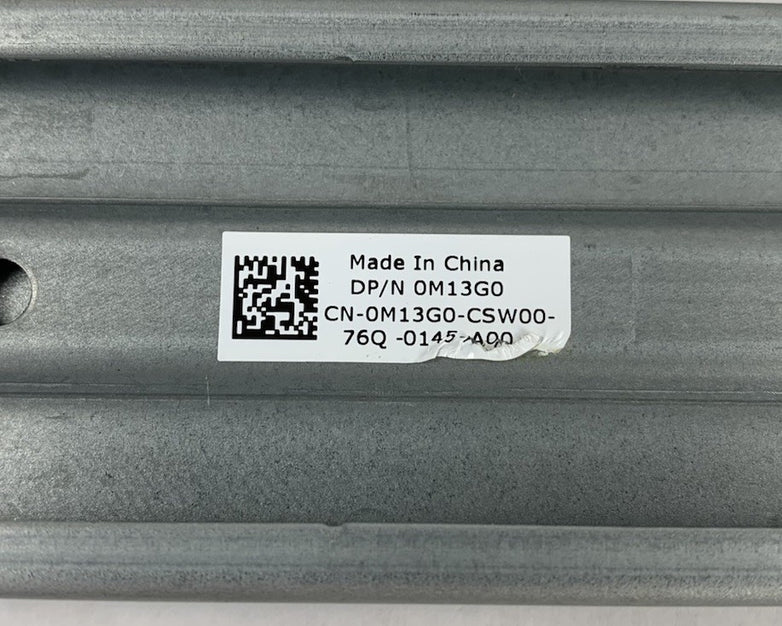 Made In China
DP/N 0M13G0
CN-0M13G0-CSW00-
76Q -0145-A00